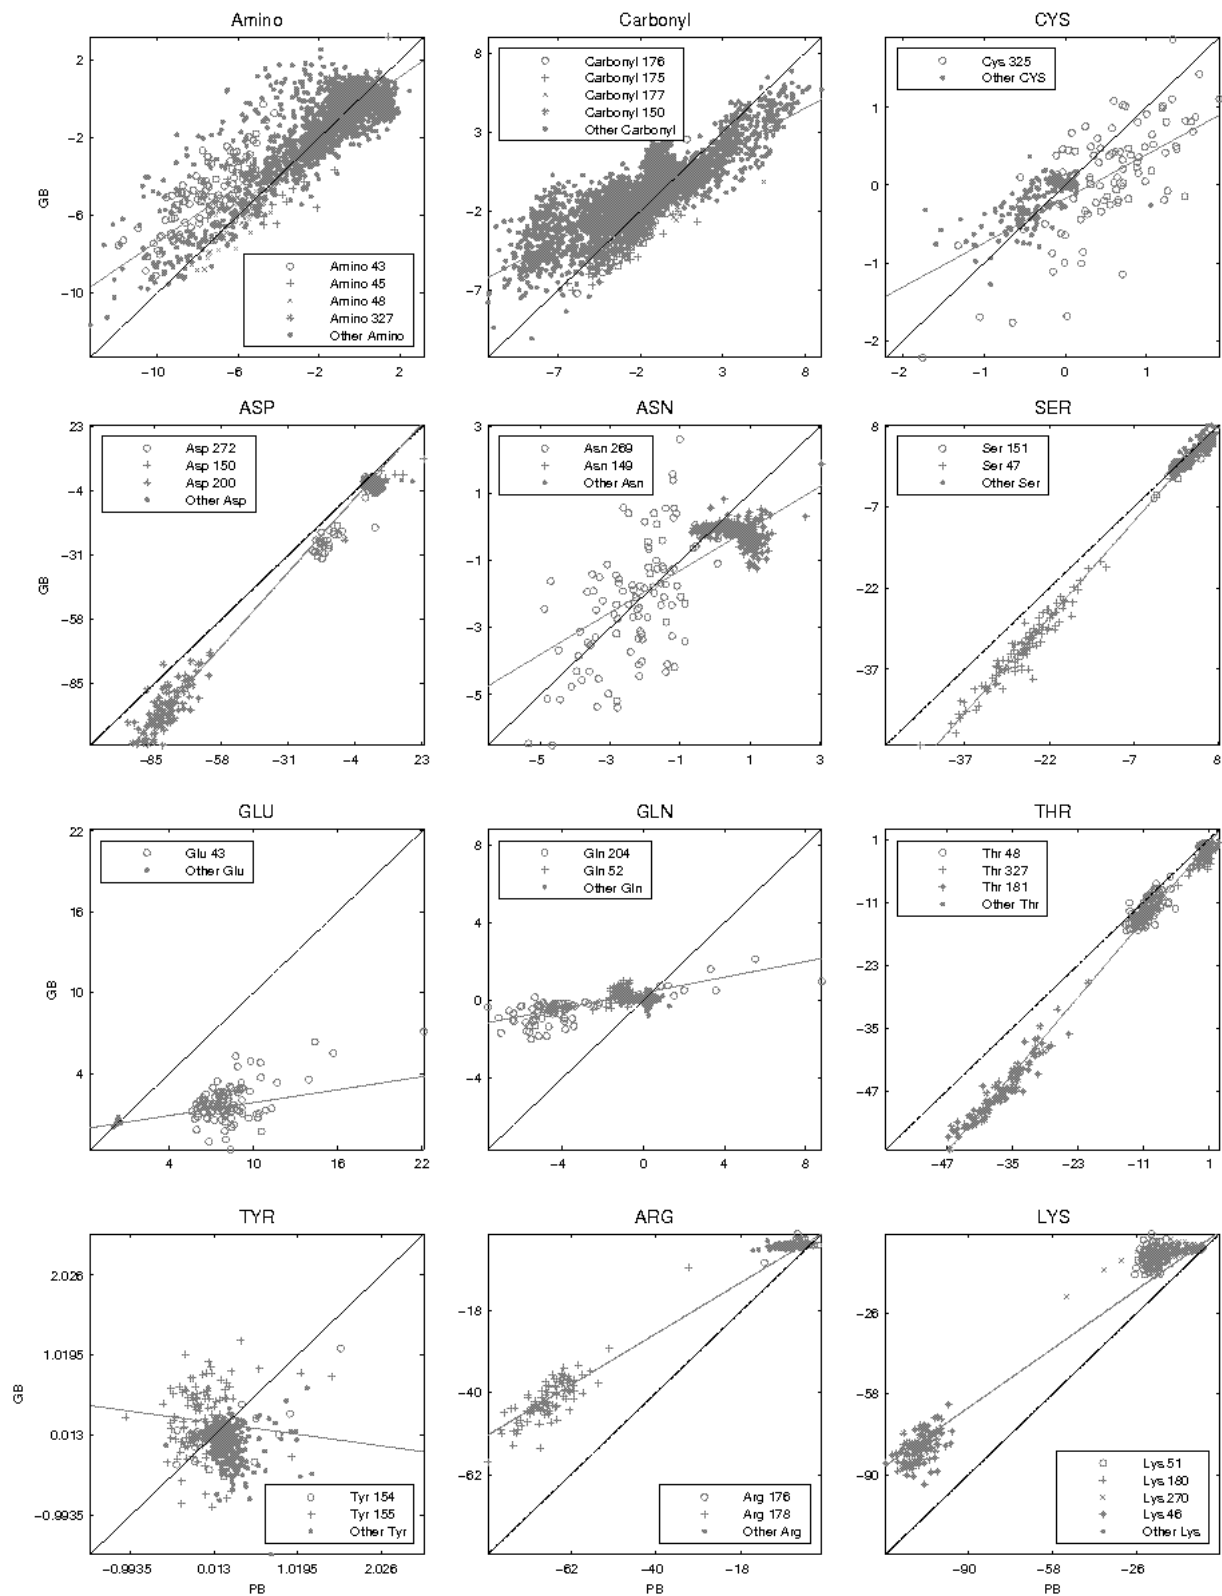 Amino
Carbonyl
CYS
2
−2
−6
−10
GB
Amino 43
Amino 45
Amino 48
Amino 327
Other Amino
−10 −6 −2 2
8
3
−2
−7
Carbonyl 176
Carbonyl 175
Carbonyl 177
Carbonyl 150
Other Carbonyl
−7 −2 3 8
1
0
−1
−2
Cys 325
Other CYS
−2 −1 0 1
ASP
ASN
SER
23
−4
−31
−58
−85
GB
Asp 272
Asp 150
Asp 200
Other Asp
−85 −58 −31 −4 23
3
1
−1
−3
−5
Asn 269
Asn 149
Other Asn
−5 −3 −1 1 3
8
−7
−22
−37
Ser 151
Ser 47
Other Ser
−37 −22 −7 8
GLU
GLN
THR
22
16
10
4
GB
Glu 43
Other Glu
4 10 16 22
8
4
0
−4
Gln 204
Gln 52
Other Gln
−4 0 4 8
1
−11
−23
−35
−47
Thr 48
Thr 327
Thr 181
Other Thr
−47 −35 −23 −11 1
TYR
ARG
LYS
2.026
1.0195
0.013
−0.9935
GB
Tyr 154
Tyr 155
Other Tyr
−0.9935 0.013 1.0195 2.026
PB
−18
−40
−62
Arg 176
Arg 178
Other Arg
−62 −40 −18
PB
−26
−58
−90
Lys 51
Lys 180
Lys 270
Lys 46
Other Lys
−90 −58 −26
PB